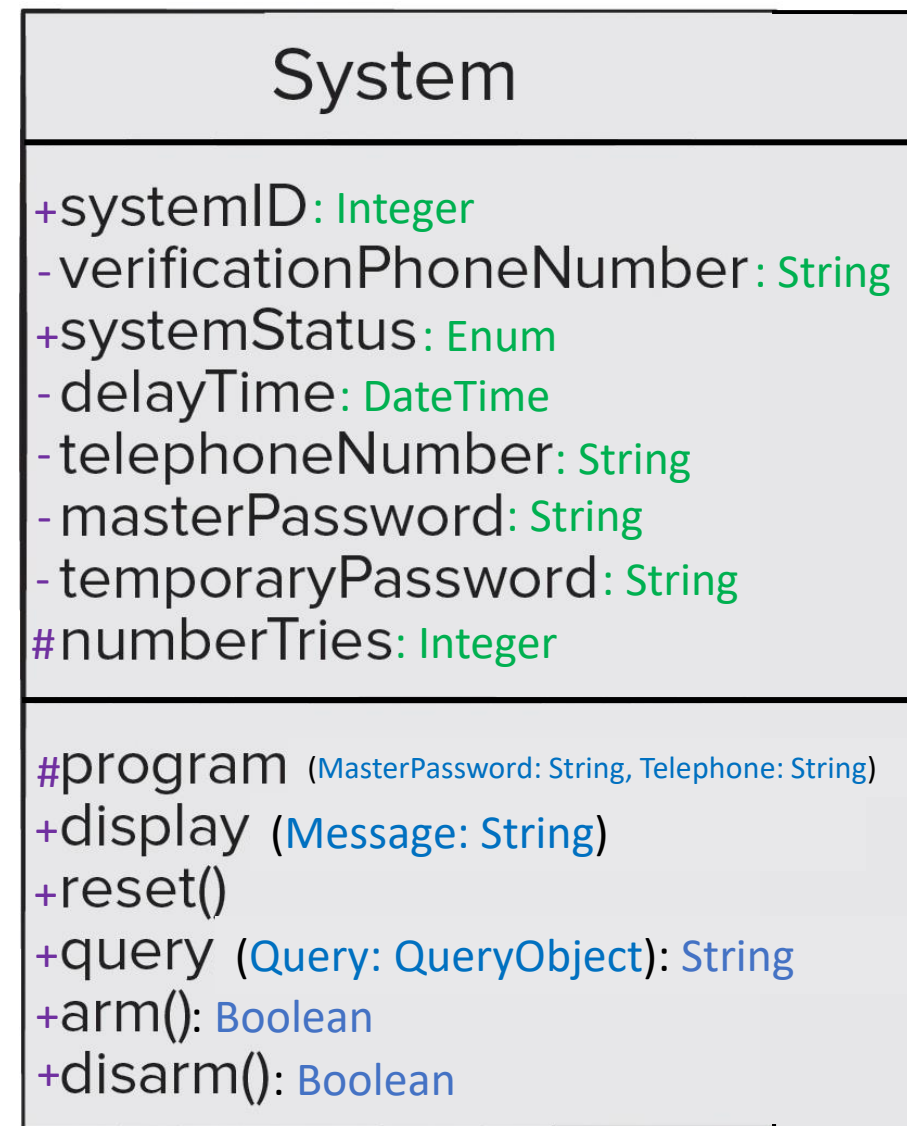 System
+systemID: Integer
-verificationPhoneNumber: String
+systemStatus: Enum
-delayTime: DateTime
-telephoneNumber: String
-masterPassword: String
-temporaryPassword: String
#numberTries: Integer
#program (MasterPassword: String, Telephone: String)
+display (Message: String)
+reset()
+query (Query: QueryObject): String
+arm(): Boolean
+disarm(): Boolean